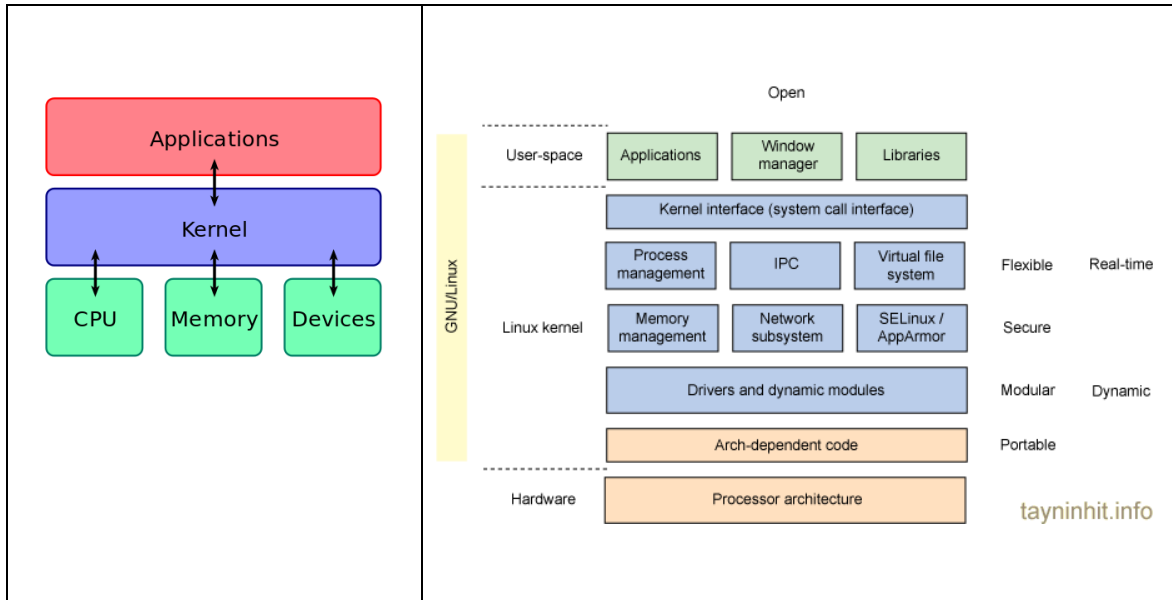 Applications
Kernel
CPU Memory Devices
Open
User-space
Applications
Window
manager
Libraries
GNU/Linux
Linux kernel
Kernel interface (system call interface)
Process
management
IPC
Virtual file
system
Flexible
Real-time
Memory
management
Network
subsystem
SELinux /
AppArmor
Secure
Drivers and dynamic modules
Modular
Dynamic
Arch-dependent code
Portable
Hardware
Processor architecture
tayninhit.info